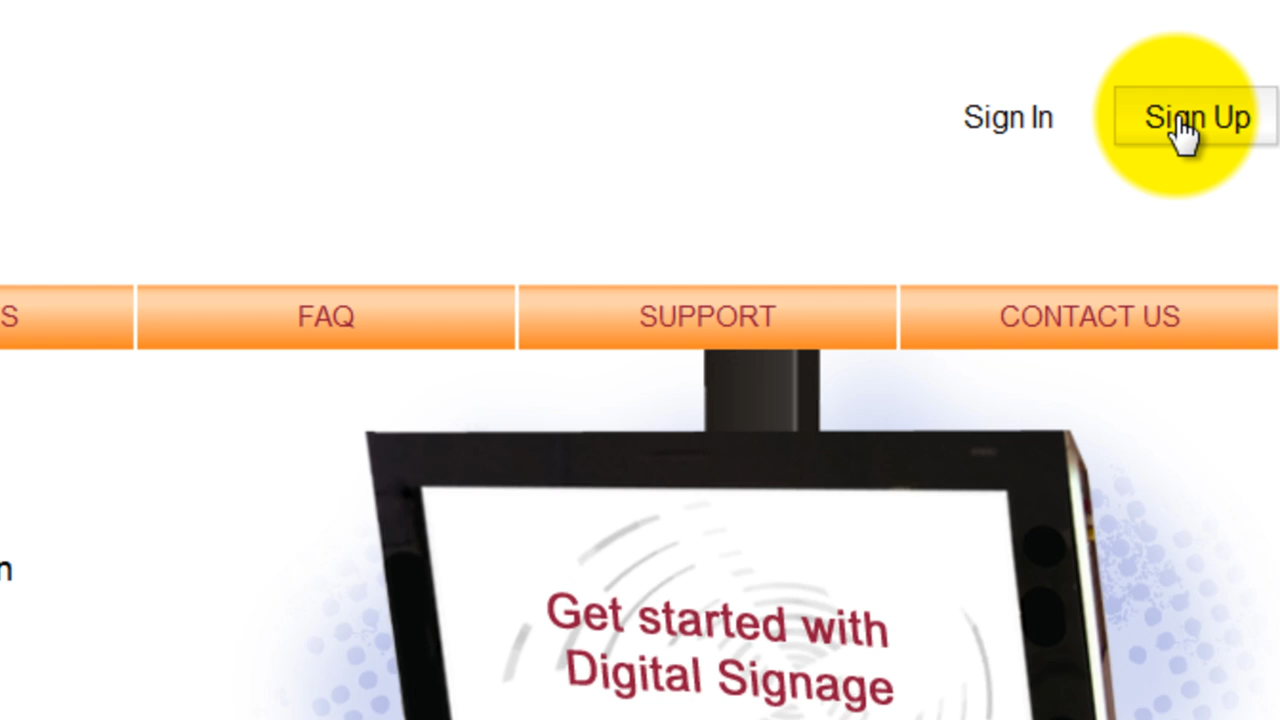 Sign In
Sign Up
S
FAQ
SUPPORT
CONTACT US
n
Get started with
Digital Signage